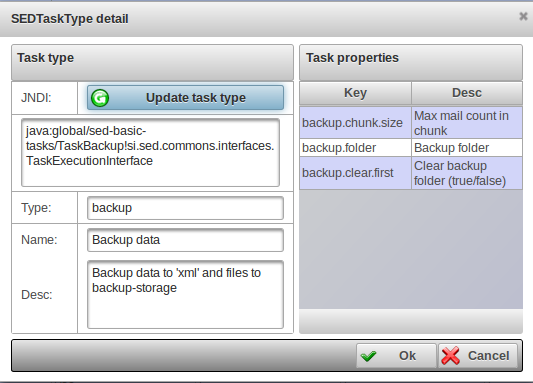 SEDTaskType detail
Task type
JNDI:
Update task type
java:global/sed-basic-
tasks/TaskBackup!si.sed.commons.interfaces.
TaskExecutionInterface
Type:
backup
Name:
Backup data
Desc:
Backup data to 'xml' and files to
backup-storage
Task properties
Key Desc
backup.chunk.size Max mail count in
chunk
backup.folder Backup folder
backup.clear.first Clear backup
folder (true/false)
Ok Cancel